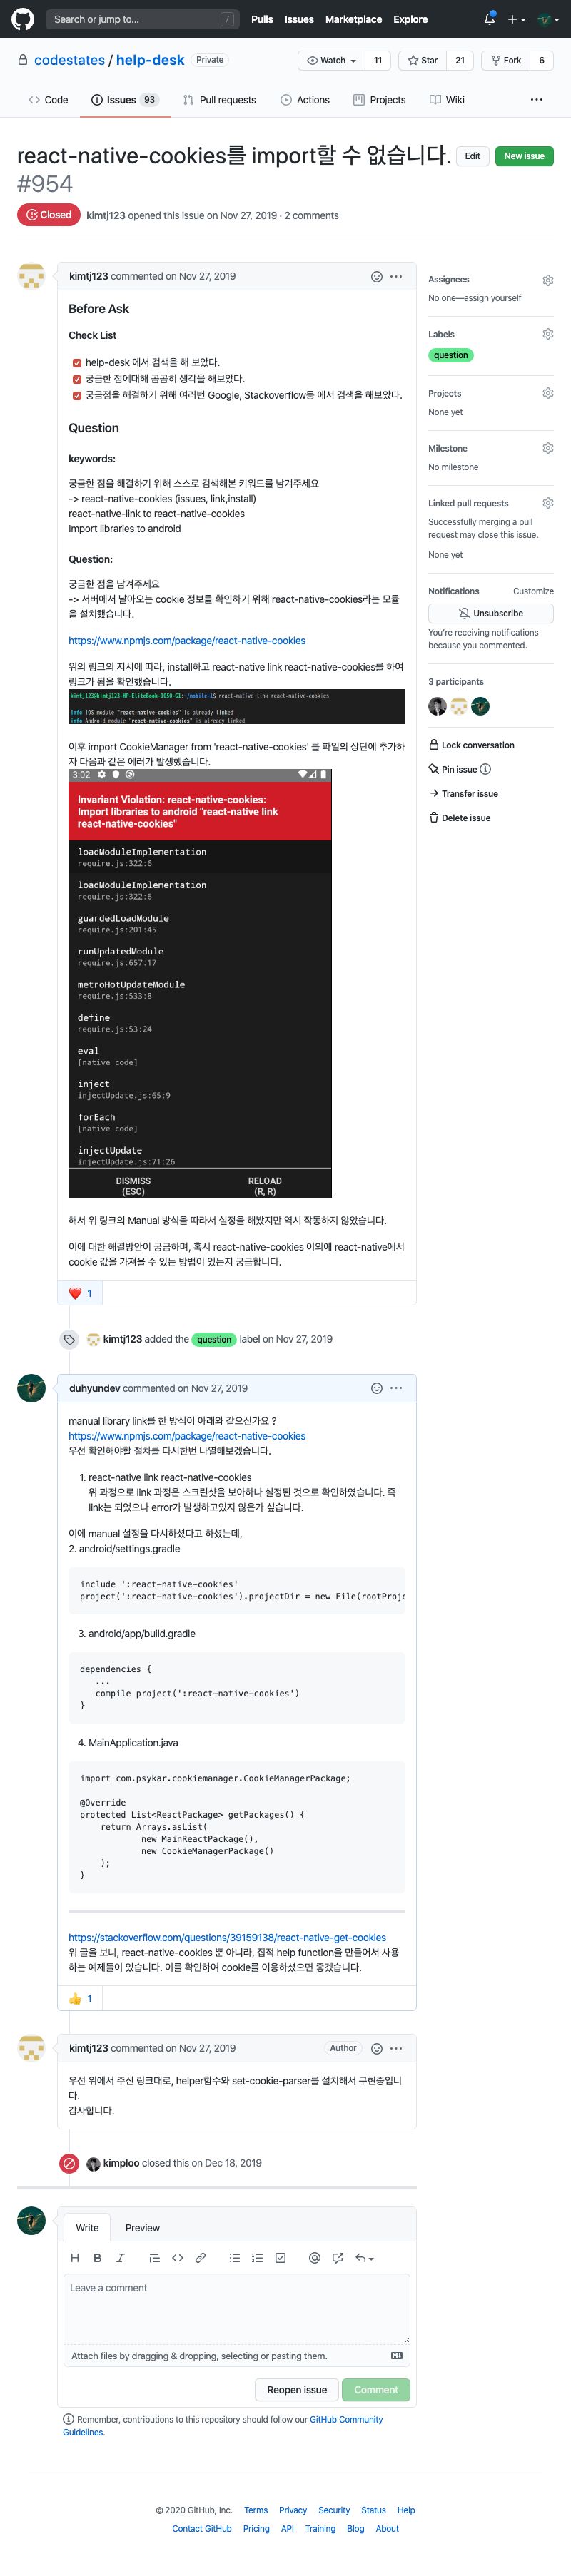 Search or jump to... /
Pulls Issues Marketplace Explore
codestates / help-desk Private
Watch 11 Star 21 Fork 6
Code Issues 93 Pull requests Actions Projects Wiki ...
react-native-cookies를 import할 수 없습니다. Edit New issue
#954
Closed kimtj123 opened this issue on Nov 27, 2019 · 2 comments
kimtj123 commented on Nov 27, 2019
Before Ask
Check List
help-desk 에서 검색을 해 보았다.
궁금한 점에대해 곰곰히 생각을 해보았다.
궁금점을 해결하기 위해 여러번 Google, Stackoverflow등 에서 검색을 해보았다.
Question
keywords:
궁금한 점을 해결하기 위해 스스로 검색해본 키워드를 남겨주세요
-> react-native-cookies (issues, link,install)
react-native-link to react-native-cookies
Import libraries to android
Question:
궁금한 점을 남겨주세요
-> 서버에서 날아오는 cookie 정보를 확인하기 위해 react-native-cookies라는 모듈
을 설치했습니다.
https://www.npmjs.com/package/react-native-cookies
위의 링크의 지시에 따라, install하고 react-native link react-native-cookies를 하여
링크가 됨을 확인했습니다.
kimtj123@kimtj123-HP-EliteBook-1050-G1:~/mobile-1$ react-native link react-native-cookies
info iOS module "react-native-cookies" is already linked
info Android module "react-native-cookies" is already linked
이후 import CookieManager from 'react-native-cookies' 를 파일의 상단에 추가하
자 다음과 같은 에러가 발생했습니다.
3:02
Invariant Violation: react-native-cookies:
Import libraries to android "react-native link
react-native-cookies"
loadModuleImplementation
require.js:322:6
loadModuleImplementation
require.js:322:6
guardedLoadModule
require.js:201:45
runUpdatedModule
require.js:657:17
metroHotUpdateModule
require.js:533:8
define
require.js:53:24
eval
[native code]
inject
injectUpdate.js:65:9
forEach
[native code]
injectUpdate
injectUpdate.js:71:26
DISMISS RELOAD
(ESC) (R, R)
해서 위 링크의 Manual 방식을 따라서 설정을 해봤지만 역시 작동하지 않았습니다.
이에 대한 해결방안이 궁금하며, 혹시 react-native-cookies 이외에 react-native에서
cookie 값을 가져올 수 있는 방법이 있는지 궁금합니다.
1
Assignees
No one—assign yourself
Labels
question
Projects
None yet
Milestone
No milestone
Linked pull requests
Successfully merging a pull
request may close this issue.
None yet
Notifications Customize
Unsubscribe
You're receiving notifications
because you commented.
3 participants
Lock conversation
Pin issue
Transfer issue
Delete issue
kimtj123 added the question label on Nov 27, 2019
duhyundev commented on Nov 27, 2019
manual library link를 한 방식이 아래와 같으신가요 ?
https://www.npmjs.com/package/react-native-cookies
우선 확인해야할 절차를 다시한번 나열해보겠습니다.
1. react-native link react-native-cookies
위 과정으로 link 과정은 스크린샷을 보아하니 설정된 것으로 확인하였습니다. 즉
link는 되었으나 error가 발생하고있지 않은가 싶습니다.
이에 manual 설정을 다시하셨다고 하셨는데,
2. android/settings.gradle
include ':react-native-cookies'
project(':react-native-cookies').projectDir = new File(rootProje
3. android/app/build.gradle
dependencies {
...
compile project(':react-native-cookies')
}
4. MainApplication.java
import com.psykar.cookiemanager.CookieManagerPackage;
@Override
protected List<ReactPackage> getPackages() {
return Arrays.asList(
new MainReactPackage(),
new CookieManagerPackage()
);
}
https://stackoverflow.com/questions/39159138/react-native-get-cookies
위 글을 보니, react-native-cookies 뿐 아니라, 집적 help function을 만들어서 사용
하는 예제들이 있습니다. 이를 확인하여 cookie를 이용하셨으면 좋겠습니다.
1
kimtj123 commented on Nov 27, 2019 Author
우선 위에서 주신 링크대로, helper함수와 set-cookie-parser를 설치해서 구현중입니
다.
감사합니다.
kimploo closed this on Dec 18, 2019
Write Preview
Leave a comment
Attach files by dragging & dropping, selecting or pasting them.
Reopen issue Comment
Remember, contributions to this repository should follow our GitHub Community
Guidelines.
© 2020 GitHub, Inc. Terms Privacy Security Status Help
Contact GitHub Pricing API Training Blog About